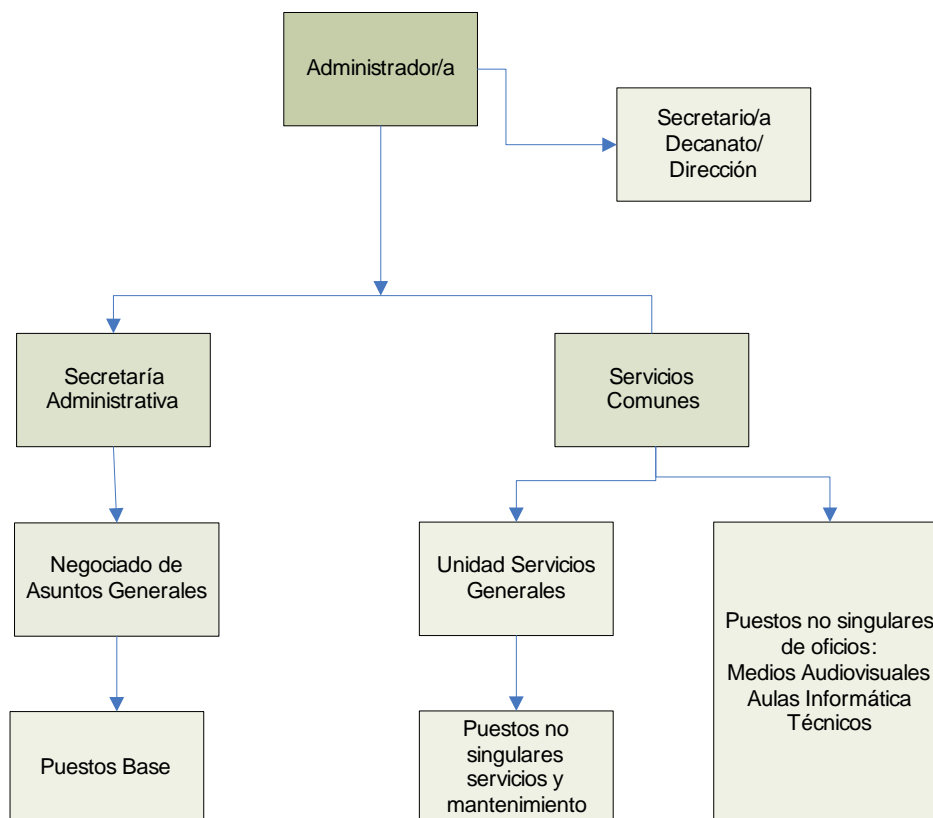 Administrador/a
Secretario/a
Decanato/
Dirección
Secretaría
Administrativa
Servicios
Comunes
Negociado de
Asuntos Generales
Unidad Servicios
Generales
Puestos no singulares
de oficios:
Medios Audiovisuales
Aulas Informática
Técnicos
Puestos Base
Puestos no
singulares
servicios y
mantenimiento